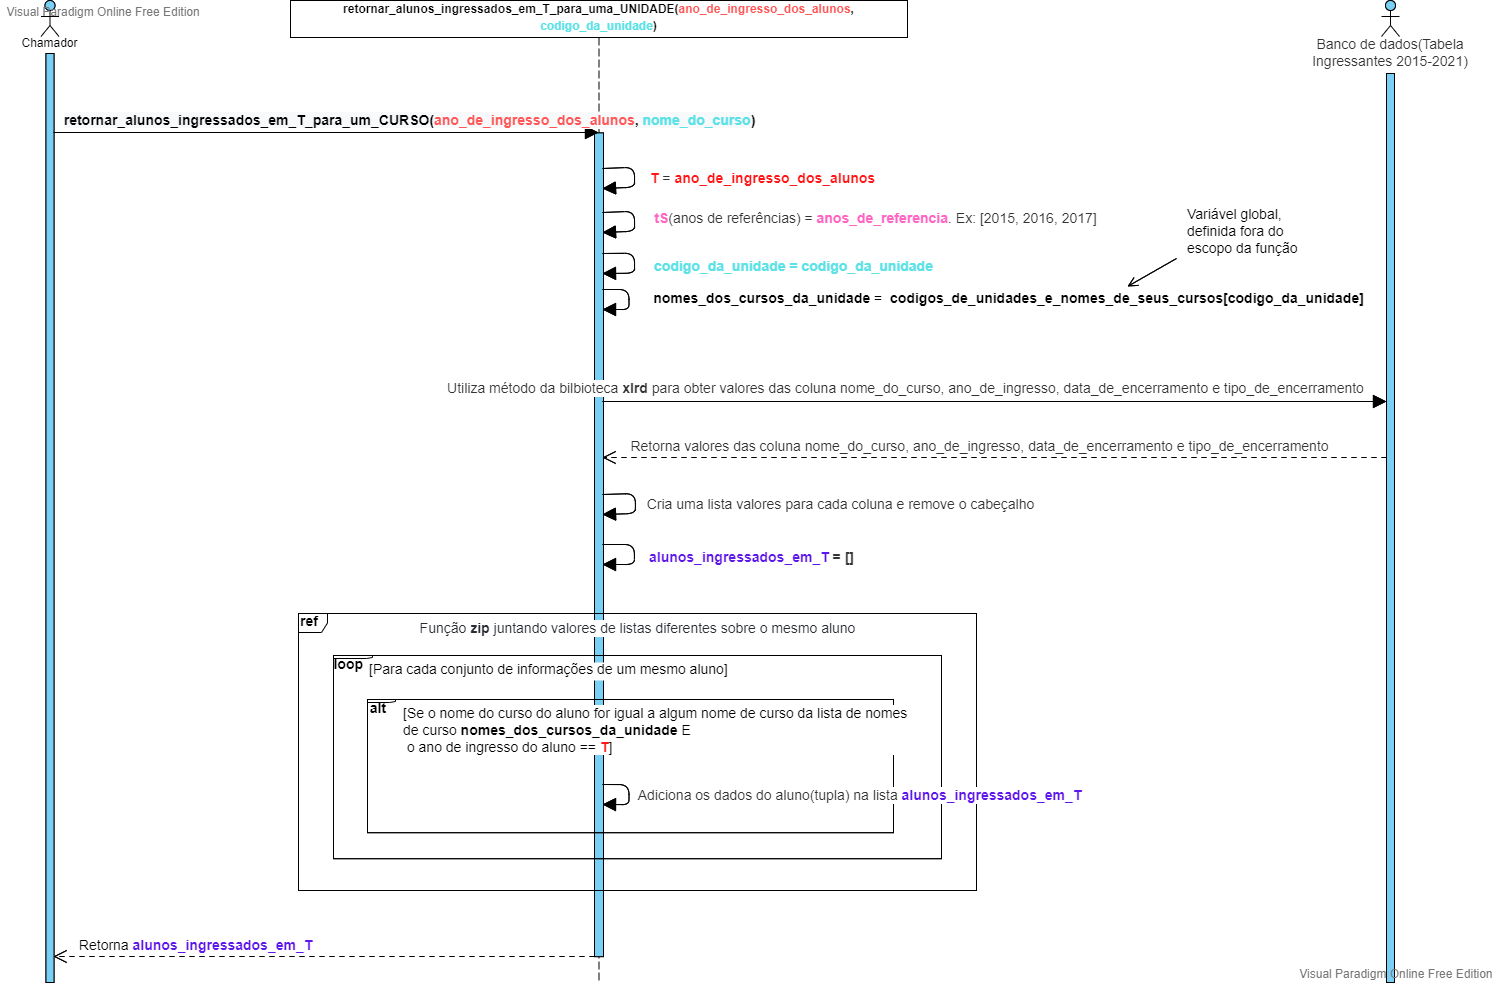 Visual Paradigm Online Free Edition
retornar_alunos_ingressados_em_T_para_uma_UNIDADE(ano_de_ingresso_dos_alunos,
codigo_da_unidade)
Chamador
Banco de dados(Tabela
Ingressantes 2015-2021)
retornar_alunos_ingressados_em_T_para_um_CURSO(ano_de_ingresso_dos_alunos, nome_do_curso)
T = ano_de_ingresso_dos_alunos
tS(anos de referências) = anos_de_referencia. Ex: [2015, 2016, 2017]
Variável global,
definida fora do
escopo da função
codigo_da_unidade = codigo_da_unidade
nomes_dos_cursos_da_unidade = codigos_de_unidades_e_nomes_de_seus_cursos[codigo_da_unidade]
Utiliza método da bilbioteca xlrd para obter valores das coluna nome_do_curso, ano_de_ingresso, data_de_encerramento e tipo_de_encerramento
Retorna valores das coluna nome_do_curso, ano_de_ingresso, data_de_encerramento e tipo_de_encerramento
Cria uma lista valores para cada coluna e remove o cabeçalho
alunos_ingressados_em_T = []
ref
Função zip juntando valores de listas diferentes sobre o mesmo aluno
loop
[Para cada conjunto de informações de um mesmo aluno]
alt
[Se o nome do curso do aluno for igual a algum nome de curso da lista de nomes
de curso nomes_dos_cursos_da_unidade E
o ano de ingresso do aluno == T]
Adiciona os dados do aluno(tupla) na lista alunos_ingressados_em_T
Retorna alunos_ingressados_em_T
Visual Paradigm Online Free Edition